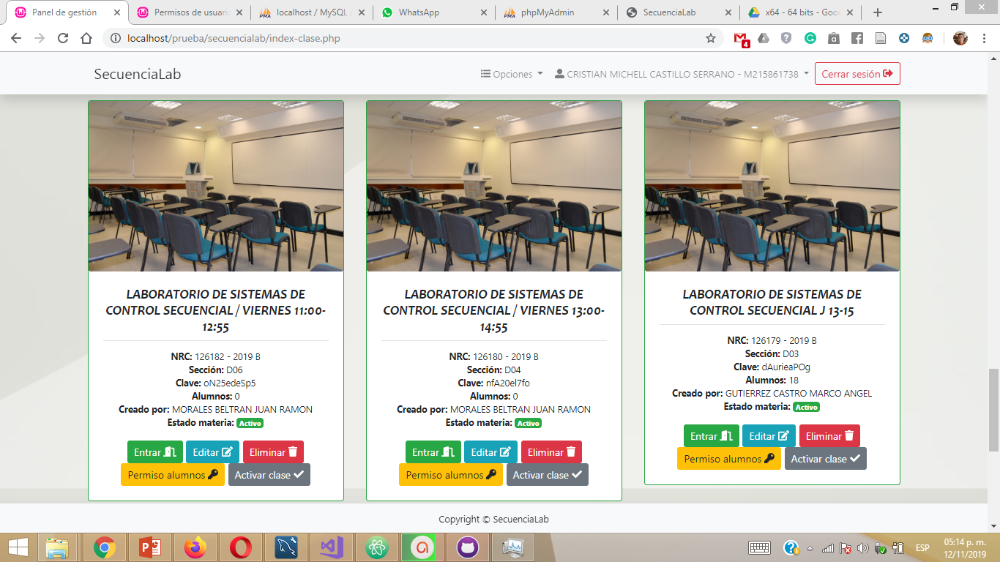 Panel de gestión
Permisos de usuari
localhost / MySQL
WhatsApp
phpMyAdmin
SecuenciaLab
x64 - 64 bits - Goo
localhost/prueba/secuencialab/index-clase.php
4
SecuenciaLab
Opciones
CRISTIAN MICHELL CASTILLO SERRANO - M215861738
Cerrar sesión
LABORATORIO DE SISTEMAS DE
CONTROL SECUENCIAL / VIERNES 11:00-
12:55
NRC: 126182 - 2019 B
Sección: D06
Clave: oN25edeSp5
Alumnos: 0
Creado por: MORALES BELTRAN JUAN RAMON
Estado materia: Activo
Entrar
Editar
Eliminar
Permiso alumnos
Activar clase
LABORATORIO DE SISTEMAS DE
CONTROL SECUENCIAL / VIERNES 13:00-
14:55
NRC: 126180 - 2019 B
Sección: D04
Clave: nfA20el7fo
Alumnos: 0
Creado por: MORALES BELTRAN JUAN RAMON
Estado materia: Activo
Entrar
Editar
Eliminar
Permiso alumnos
Activar clase
LABORATORIO DE SISTEMAS DE
CONTROL SECUENCIAL J 13-15
NRC: 126179 - 2019 B
Sección: D03
Clave: dAurieaPOg
Alumnos: 18
Creado por: GUTIERREZ CASTRO MARCO ANGEL
Estado materia: Activo
Entrar
Editar
Eliminar
Permiso alumnos
Activar clase
Copyright © SecuenciaLab
ESP
05:14 p. m.
12/11/2019